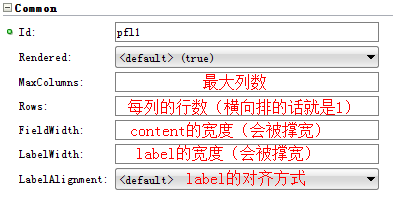 Common
Id: pfl1
Rendered: <default> (true)
MaxColumns: 最大列数
Rows: 每列的行数（横向排的话就是1）
FieldWidth: content的宽度（会被撑宽）
LabelWidth: label的宽度（会被撑宽）
LabelAlignment: <default> label的对齐方式